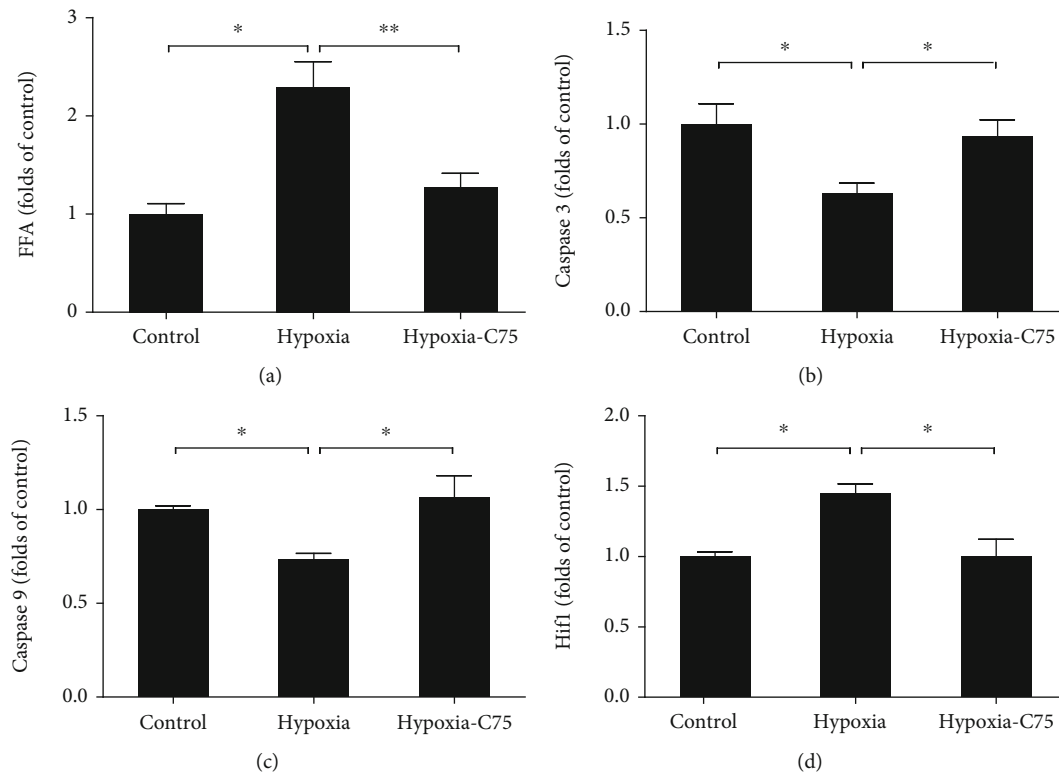 FFA (folds of control)
3
2
1
0
*
**
Control
Hypoxia
Hypoxia-C75
(a)
Caspase 3 (folds of control)
1.5
1.0
0.5
0.0
*
*
Control
Hypoxia
Hypoxia-C75
(b)
Caspase 9 (folds of control)
1.5
1.0
0.5
0.0
*
*
Control
Hypoxia
Hypoxia-C75
(c)
Hif1 (folds of control)
2.0
1.5
1.0
0.5
0.0
*
*
Control
Hypoxia
Hypoxia-C75
(d)